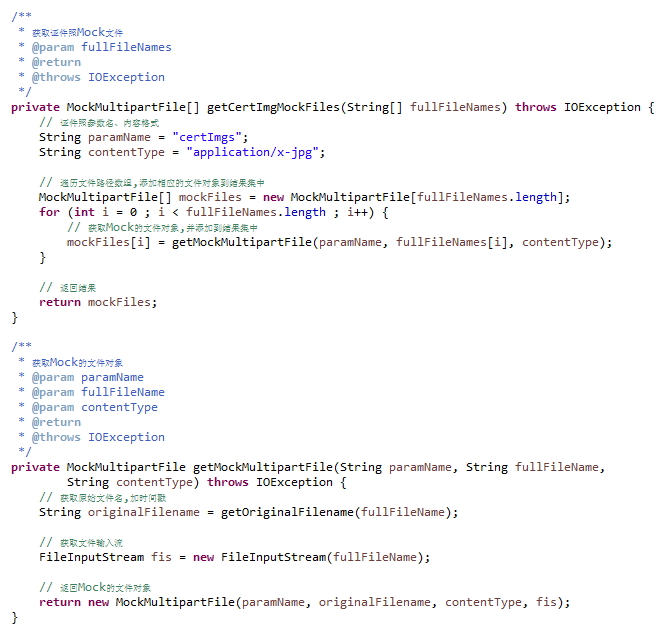 /**
 * 获取证件照Mock文件
 * @param fullFileNames
 * @return
 * @throws IOException
 */
private MockMultipartFile[] getCertImgMockFiles(String[] fullFileNames) throws IOException {
    // 证件照参数名、内容格式
    String paramName = "certImgs";
    String contentType = "application/x-jpg";

    // 遍历文件路径数组,添加相应的文件对象到结果集中
    MockMultipartFile[] mockFiles = new MockMultipartFile[fullFileNames.length];
    for (int i = 0 ; i < fullFileNames.length ; i++) {
        // 获取Mock的文件对象,并添加到结果集中
        mockFiles[i] = getMockMultipartFile(paramName, fullFileNames[i], contentType);
    }

    // 返回结果
    return mockFiles;
}

/**
 * 获取Mock的文件对象
 * @param paramName
 * @param fullFileName
 * @param contentType
 * @return
 * @throws IOException
 */
private MockMultipartFile getMockMultipartFile(String paramName, String fullFileName,
        String contentType) throws IOException {
    // 获取原始文件名,加时间戳
    String originalFilename = getOriginalFilename(fullFileName);

    // 获取文件输入流
    FileInputStream fis = new FileInputStream(fullFileName);

    // 返回Mock的文件对象
    return new MockMultipartFile(paramName, originalFilename, contentType, fis);
}